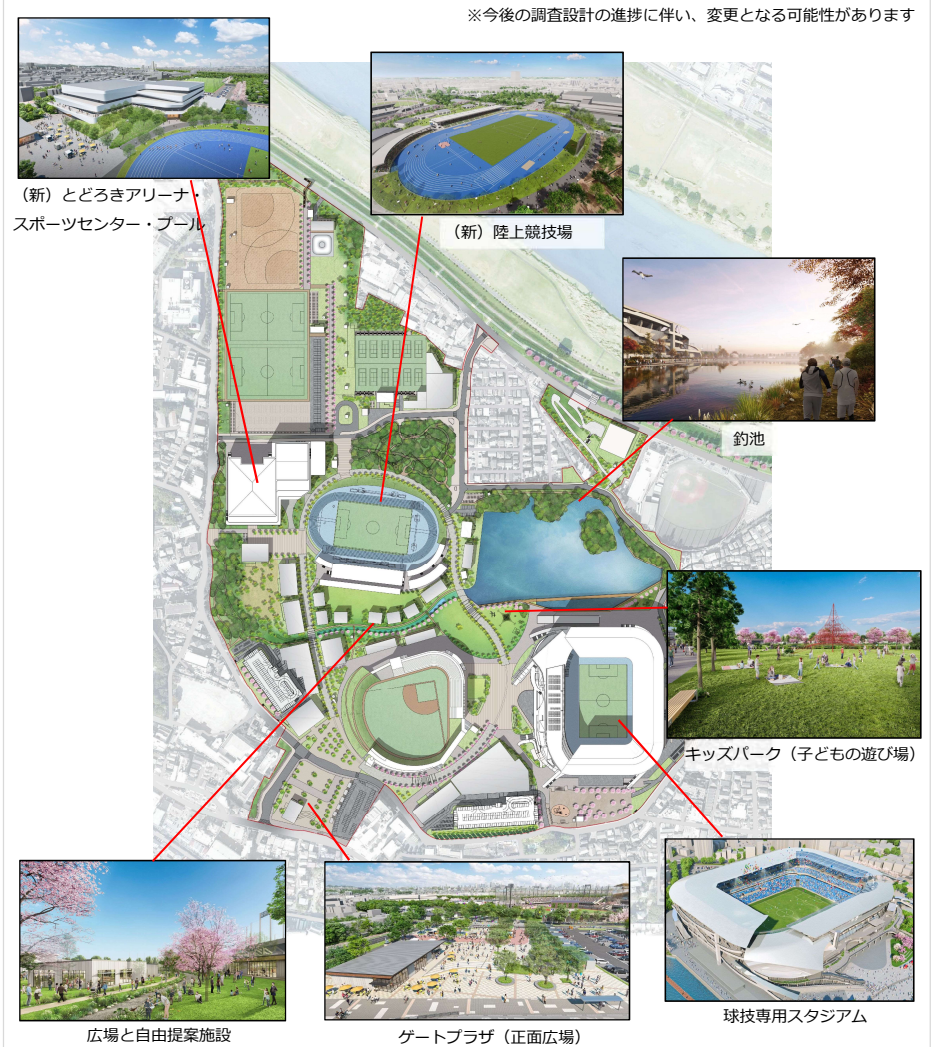 ※今後の調査設計の進捗に伴い、変更となる可能性があります
（新）とどろきアリーナ・
スポーツセンター・プール
（新）陸上競技場
釣池
キッズパーク（子どもの遊び場）
球技専用スタジアム
広場と自由提案施設
ゲートプラザ（正面広場）